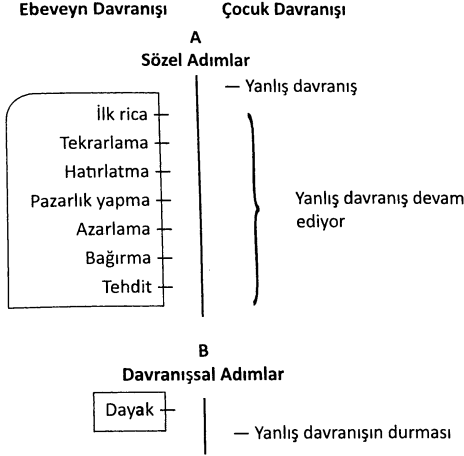 Ebeveyn Davranışı Çocuk Davranışı
A
Sözel Adımlar
— Yanlış davranış
İlk rica
Tekrarlama
Hatırlatma
Pazarlık yapma
Azarlama
Bağırma
Tehdit
Yanlış davranış devam
ediyor
B
Davranışsal Adımlar
Dayak
— Yanlış davranışın durması